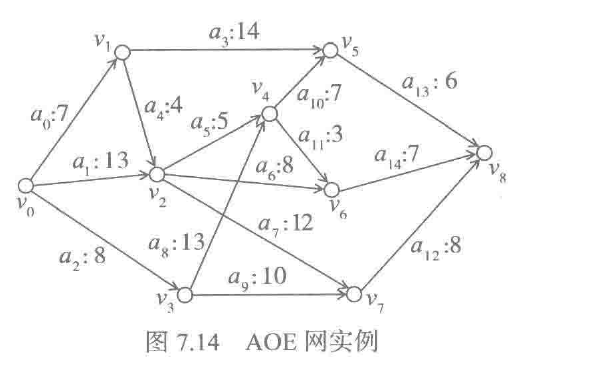 a₃:14
v₁
v₅
a₁₃: 6
v₄
a₁₀:7
a₀:7
a₄:4
a₅:5
a₁₁:3
a₁: 13
a₆:8
a₁₄:7
v₈
v₀
v₂
v₆
a₇:12
a₂: 8
a₈:13
a₁₂:8
a₉:10
v₃
v₇
图 7.14 AOE 网实例